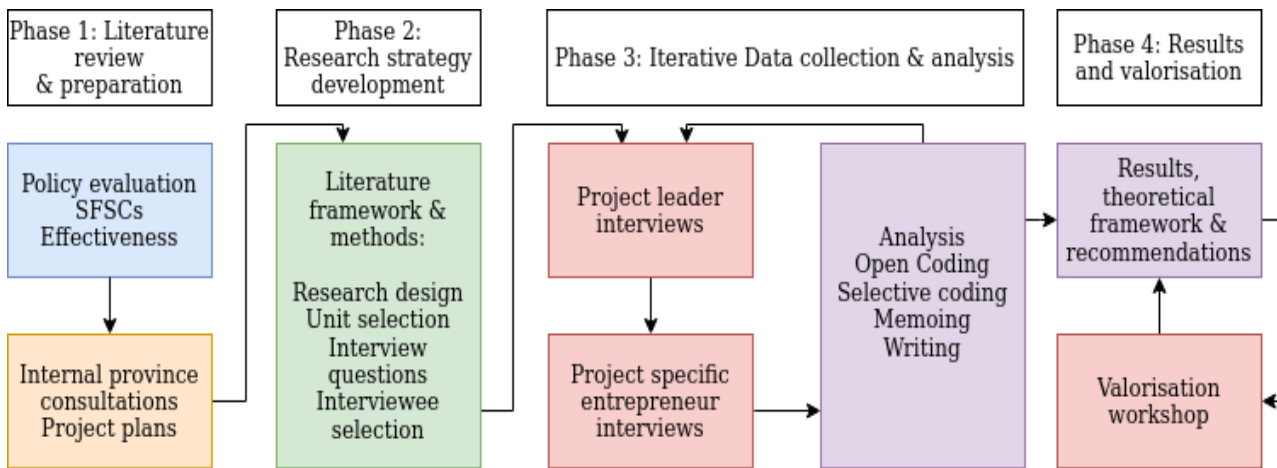 Phase 1: Literature
review
& preparation
Phase 2:
Research strategy
development
Phase 3: Iterative Data collection & analysis
Phase 4: Results
and valorisation
Policy evaluation
SFSCs
Effectiveness
Internal province
consultations
Project plans
Literature
framework &
methods:
Research design
Unit selection
Interview
questions
Interviewee
selection
Project leader
interviews
Project specific
entrepreneur
interviews
Analysis
Open Coding
Selective coding
Memoing
Writing
Results,
theoretical
framework &
recommendations
Valorisation
workshop